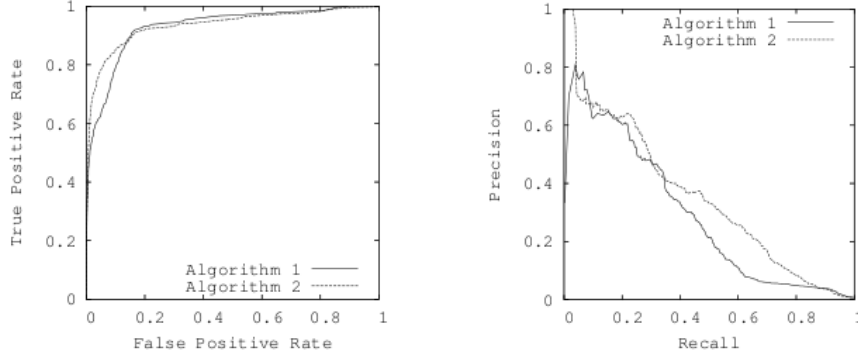 True Positive Rate
1
0.8
0.6
0.4
0.2
0
Algorithm 1
Algorithm 2
0 0.2 0.4 0.6 0.8 1
False Positive Rate
Precision
1
0.8
0.6
0.4
0.2
0
Algorithm 1
Algorithm 2
0 0.2 0.4 0.6 0.8 1
Recall